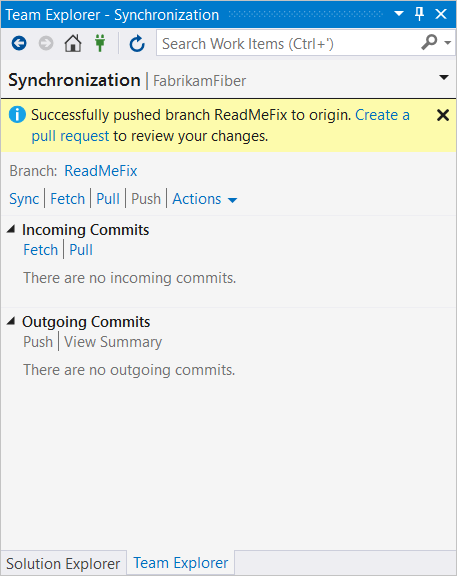 Team Explorer - Synchronization
Search Work Items (Ctrl+')
Synchronization | FabrikamFiber
Successfully pushed branch ReadMeFix to origin. Create a
pull request to review your changes.
Branch: ReadMeFix
Sync | Fetch | Pull | Push | Actions
Incoming Commits
Fetch | Pull
There are no incoming commits.
Outgoing Commits
Push | View Summary
There are no outgoing commits.
Solution Explorer Team Explorer